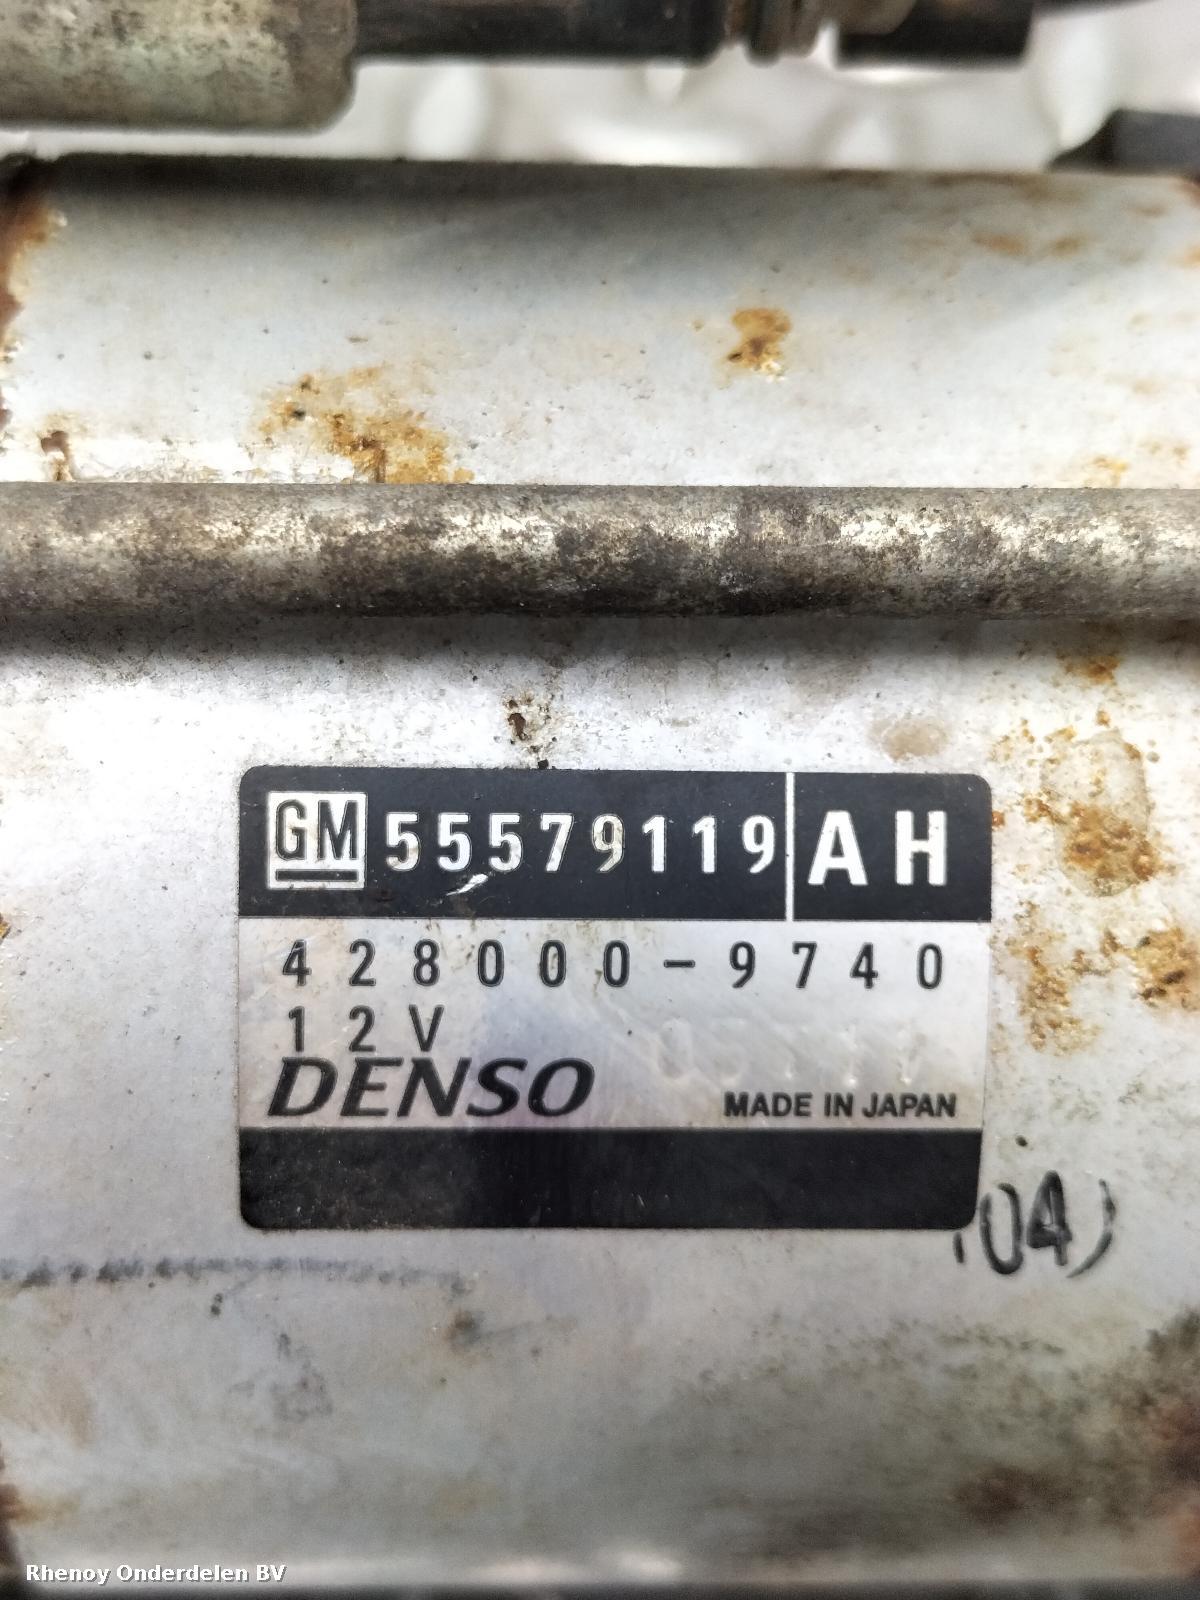 GM 55579119 AH
428000-9740
12V
DENSO MADE IN JAPAN
04)
Rhenoy Onderdelen BV